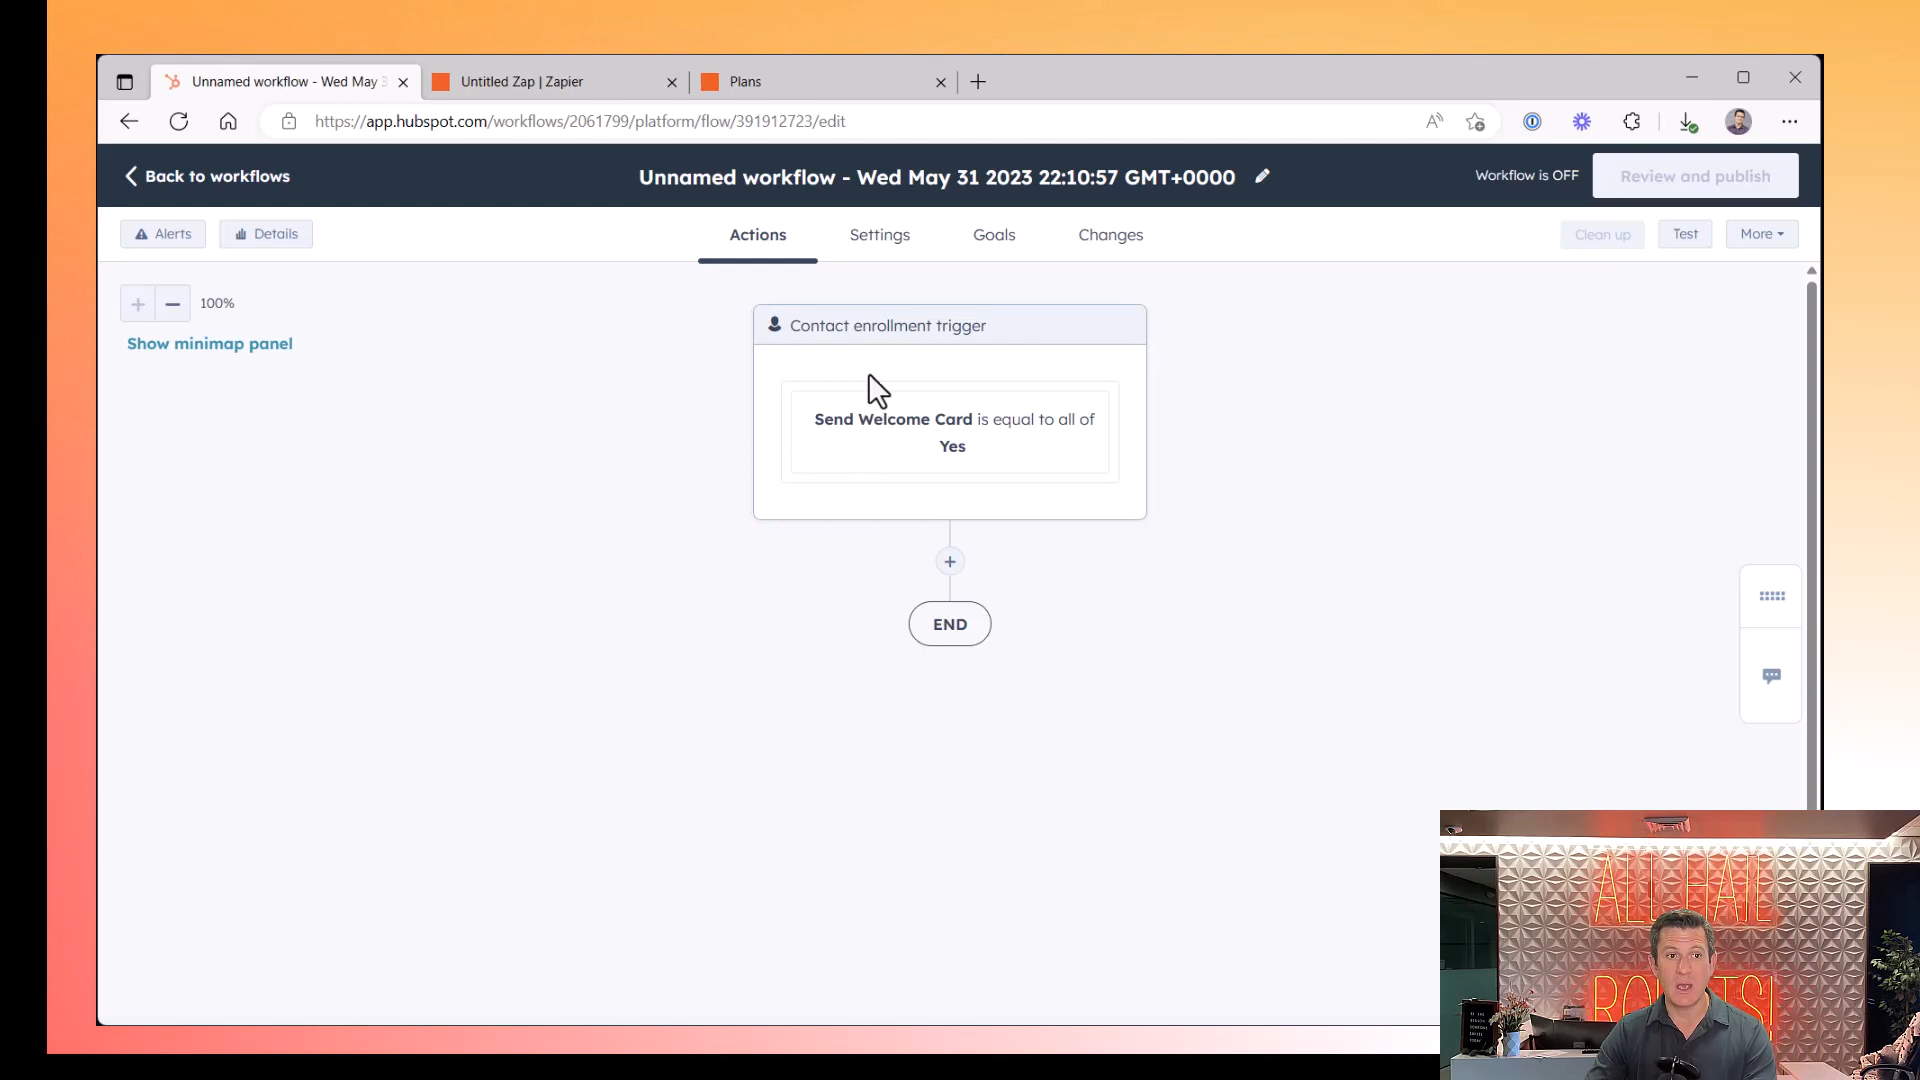 Unnamed workflow - Wed May 3
Untitled Zap | Zapier
Plans
https://app.hubspot.com/workflows/2061799/platform/flow/391912723/edit
Back to workflows
Unnamed workflow - Wed May 31 2023 22:10:57 GMT+0000
Workflow is OFF
Review and publish
Alerts
Details
Actions
Settings
Goals
Changes
Clean up
Test
More
100%
Show minimap panel
Contact enrollment trigger
Send Welcome Card is equal to all of
Yes
END
ALL HAIL